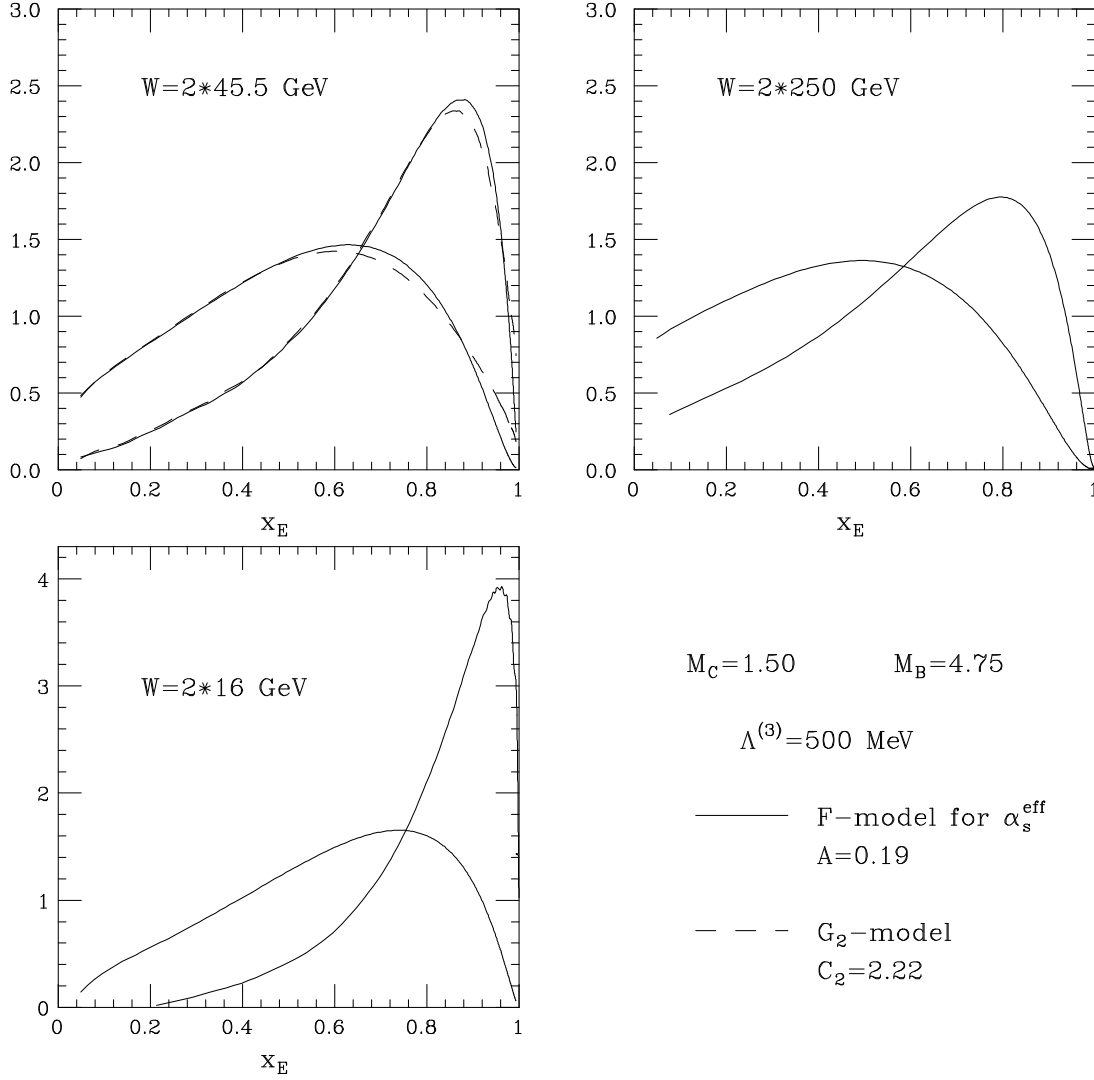 3.0
2.5
2.0
1.5
1.0
0.5
0.0
W=2*45.5 GeV
0 0.2 0.4 0.6 0.8 1
x_E
3.0
2.5
2.0
1.5
1.0
0.5
0.0
W=2*250 GeV
0 0.2 0.4 0.6 0.8 1
x_E
4
3
2
1
0
W=2*16 GeV
0 0.2 0.4 0.6 0.8 1
x_E
M_C=1.50 M_B=4.75
Λ^(3)=500 MeV
F−model for α_s^eff
A=0.19
G_2−model
C_2=2.22